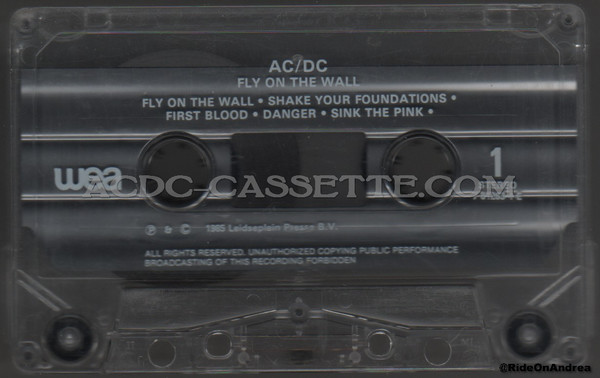 AC/DC
FLY ON THE WALL
FLY ON THE WALL • SHAKE YOUR FOUNDATIONS •
FIRST BLOOD • DANGER • SINK THE PINK •
1
wea
ACDC-CASSETTE.COM
STEREO
℗ & © 1985 Leidseplein Presse B.V.
ALL RIGHTS RESERVED. UNAUTHORIZED COPYING PUBLIC PERFORMANCE
BROADCASTING OF THIS RECORDING FORBIDDEN
@RideOnAndrea